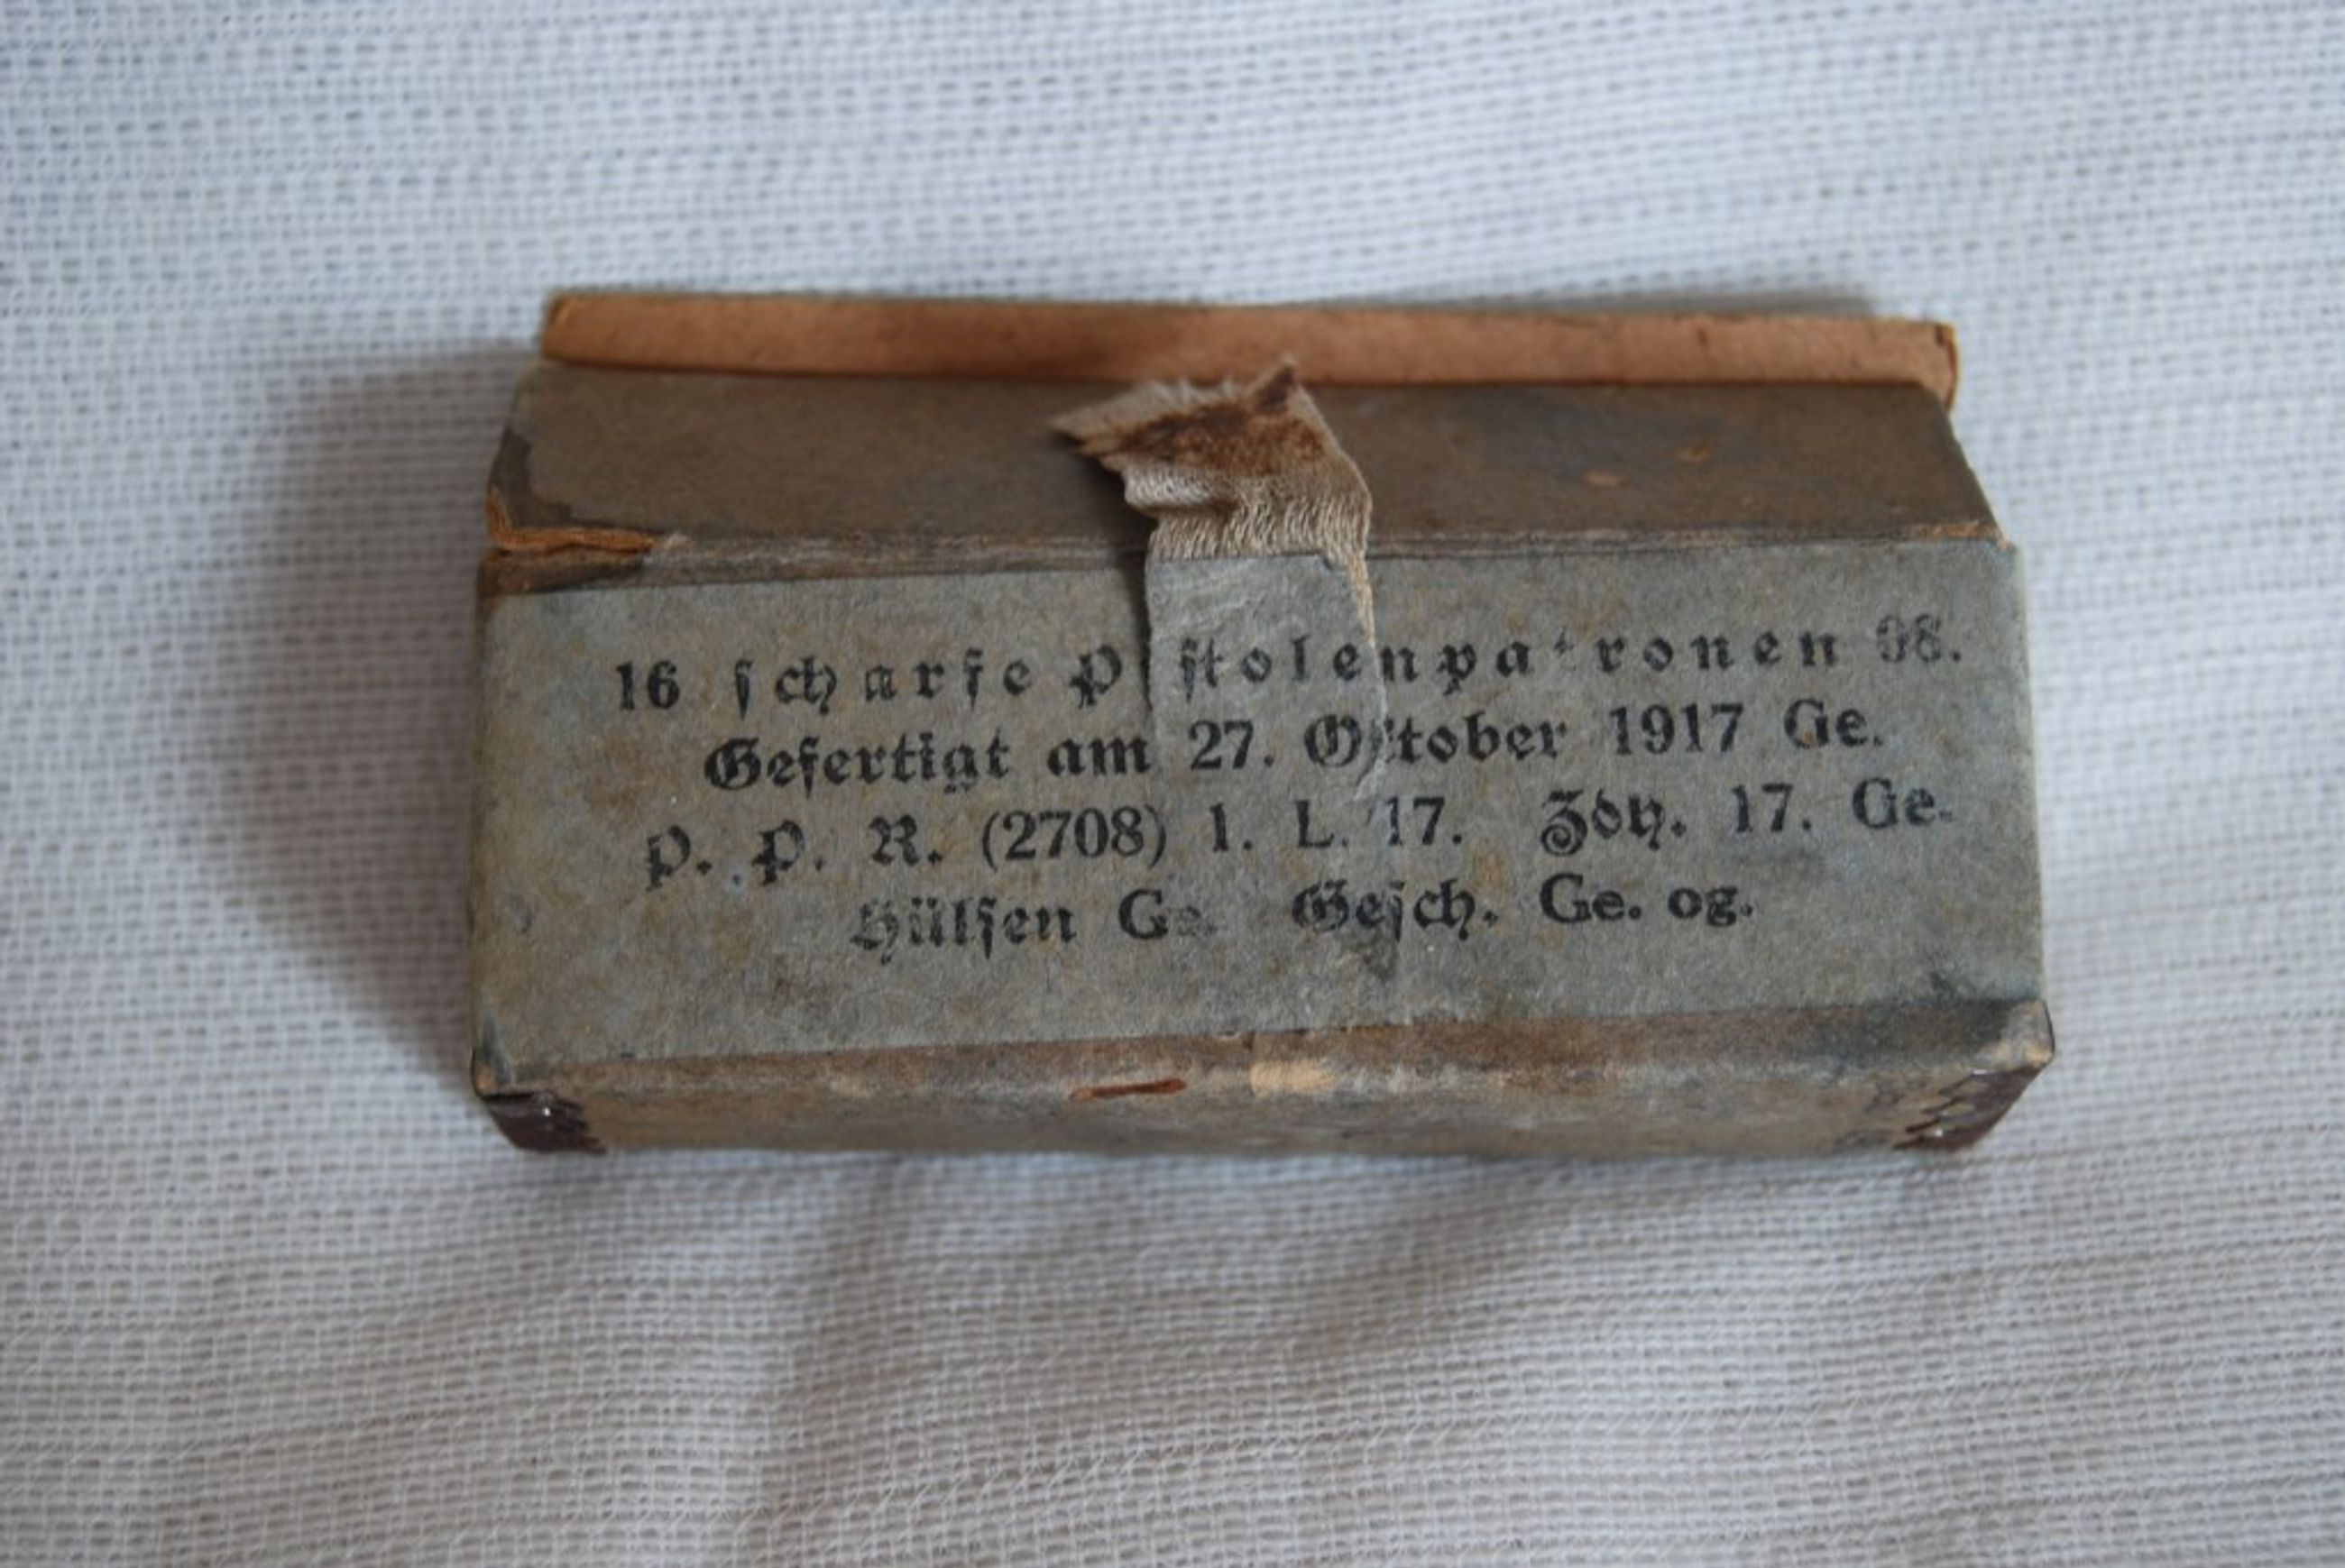 16 scharfe Pistolenpatronen 08.
Gefertigt am 27. Oktober 1917 Ge.
P. P. R. (2708) 1. L. 17. Zdh. 17. Ge.
Hülsen Ge. Gesch. Ge. og.